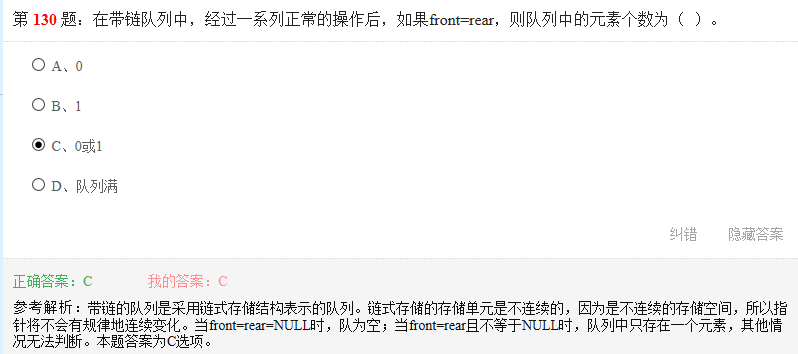 第 130 题：在带链队列中，经过一系列正常的操作后，如果front=rear，则队列中的元素个数为（ ）。
A、0
B、1
C、0或1
D、队列满
纠错 隐藏答案
正确答案：C 我的答案：C
参考解析：带链的队列是采用链式存储结构表示的队列。链式存储的存储单元是不连续的，因为是不连续的存储空间，所以指
针将不会有规律地连续变化。当front=rear=NULL时，队为空；当front=rear且不等于NULL时，队列中只存在一个元素，其他情
况无法判断。本题答案为C选项。